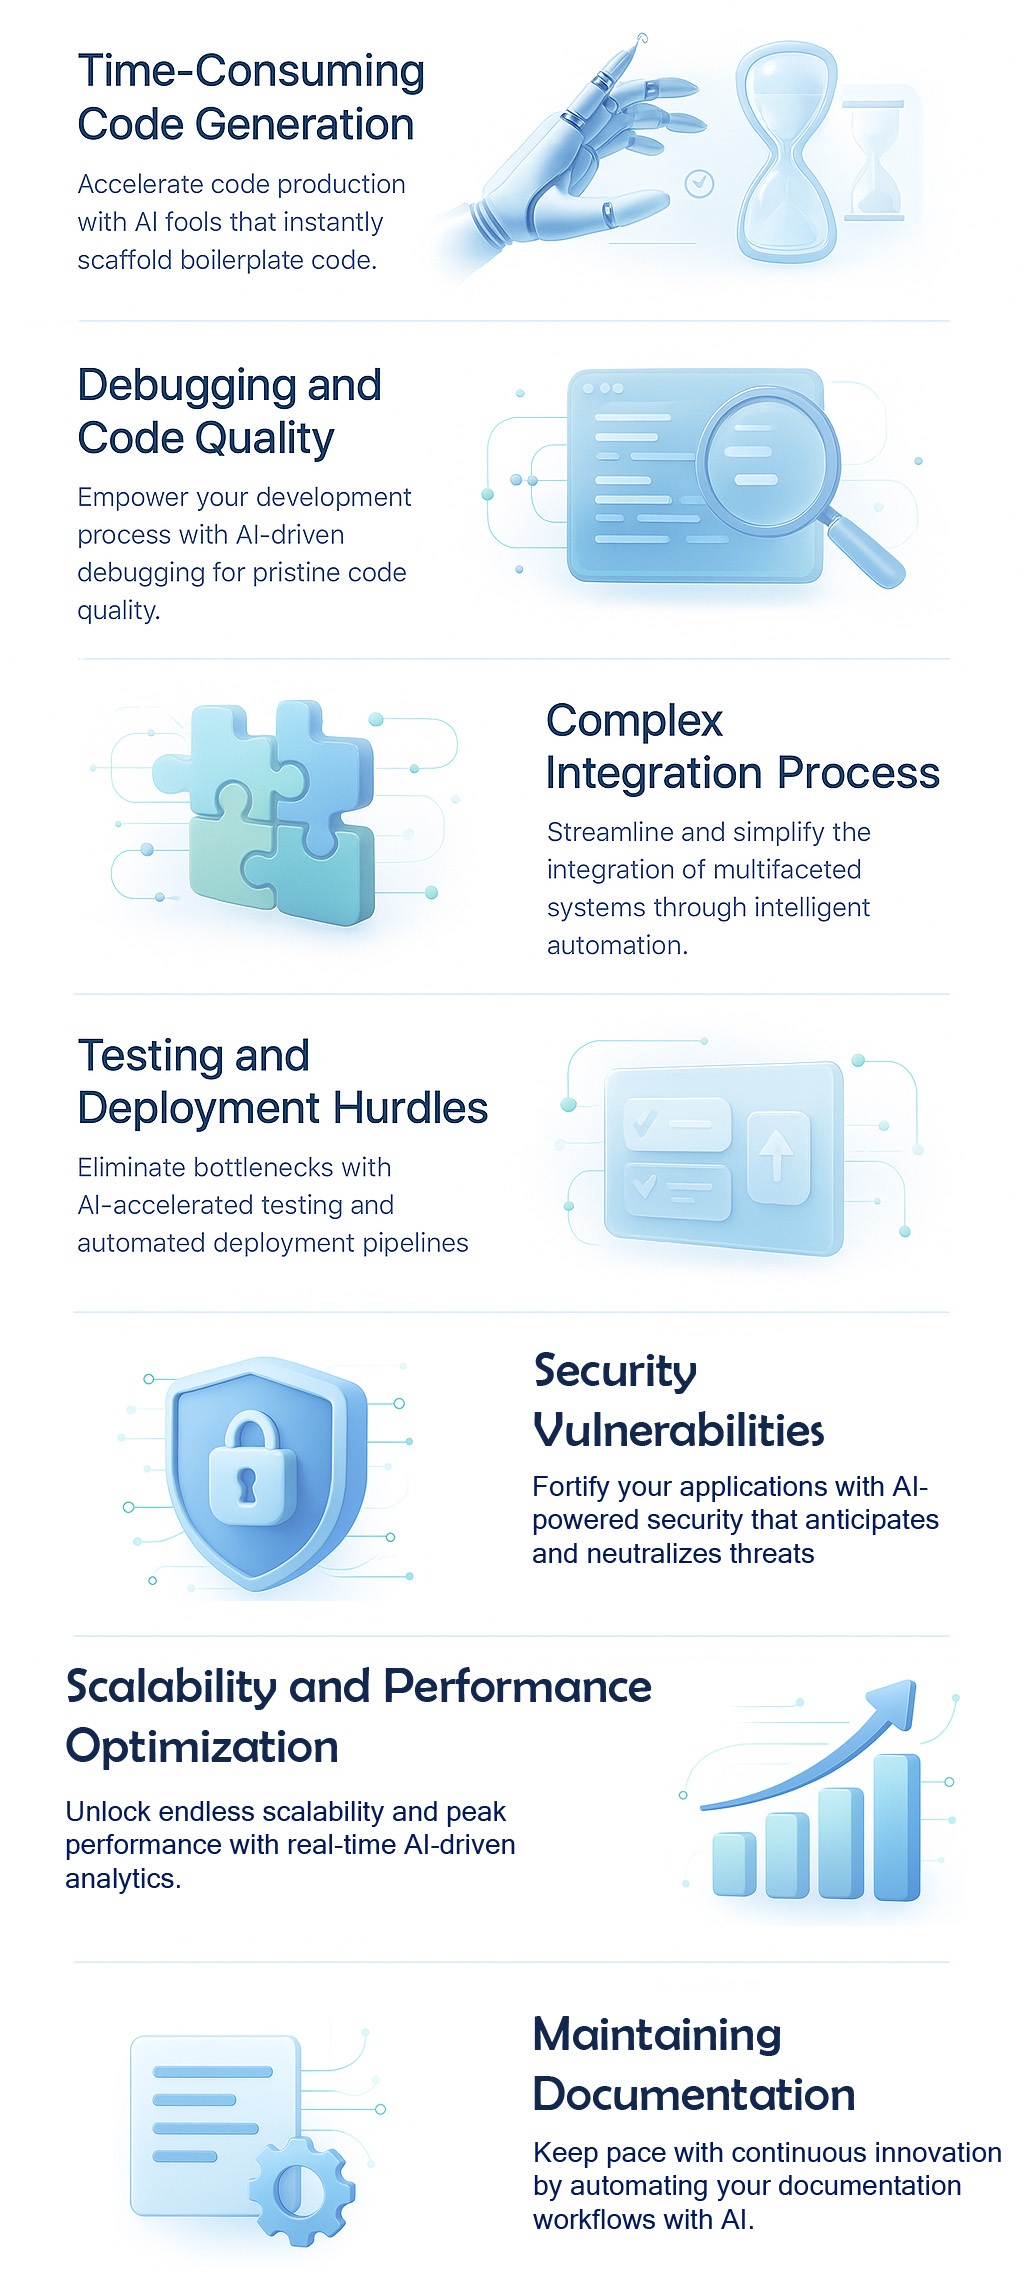 Time-Consuming
Code Generation
Accelerate code production
with AI fools that instantly
scaffold boilerplate code.
Debugging and
Code Quality
Empower your development
process with AI-driven
debugging for pristine code
quality.
Complex
Integration Process
Streamline and simplify the
integration of multifaceted
systems through intelligent
automation.
Testing and
Deployment Hurdles
Eliminate bottlenecks with
AI-accelerated testing and
automated deployment pipelines
Security
Vulnerabilities
Fortify your applications with AI-
powered security that anticipates
and neutralizes threats
Scalability and Performance
Optimization
Unlock endless scalability and peak
performance with real-time AI-driven
analytics.
Maintaining
Documentation
Keep pace with continuous innovation
by automating your documentation
workflows with AI.